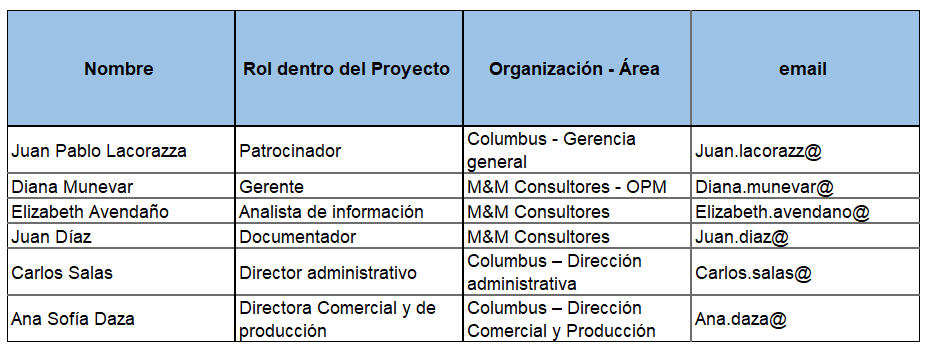 Nombre Rol dentro del Proyecto Organización - Área email
Juan Pablo Lacorazza Patrocinador Columbus - Gerencia general Juan.lacorazz@
Diana Munevar Gerente M&M Consultores - OPM Diana.munevar@
Elizabeth Avendaño Analista de información M&M Consultores Elizabeth.avendano@
Juan Díaz Documentador M&M Consultores Juan.diaz@
Carlos Salas Director administrativo Columbus – Dirección administrativa Carlos.salas@
Ana Sofía Daza Directora Comercial y de producción Columbus – Dirección Comercial y Producción Ana.daza@